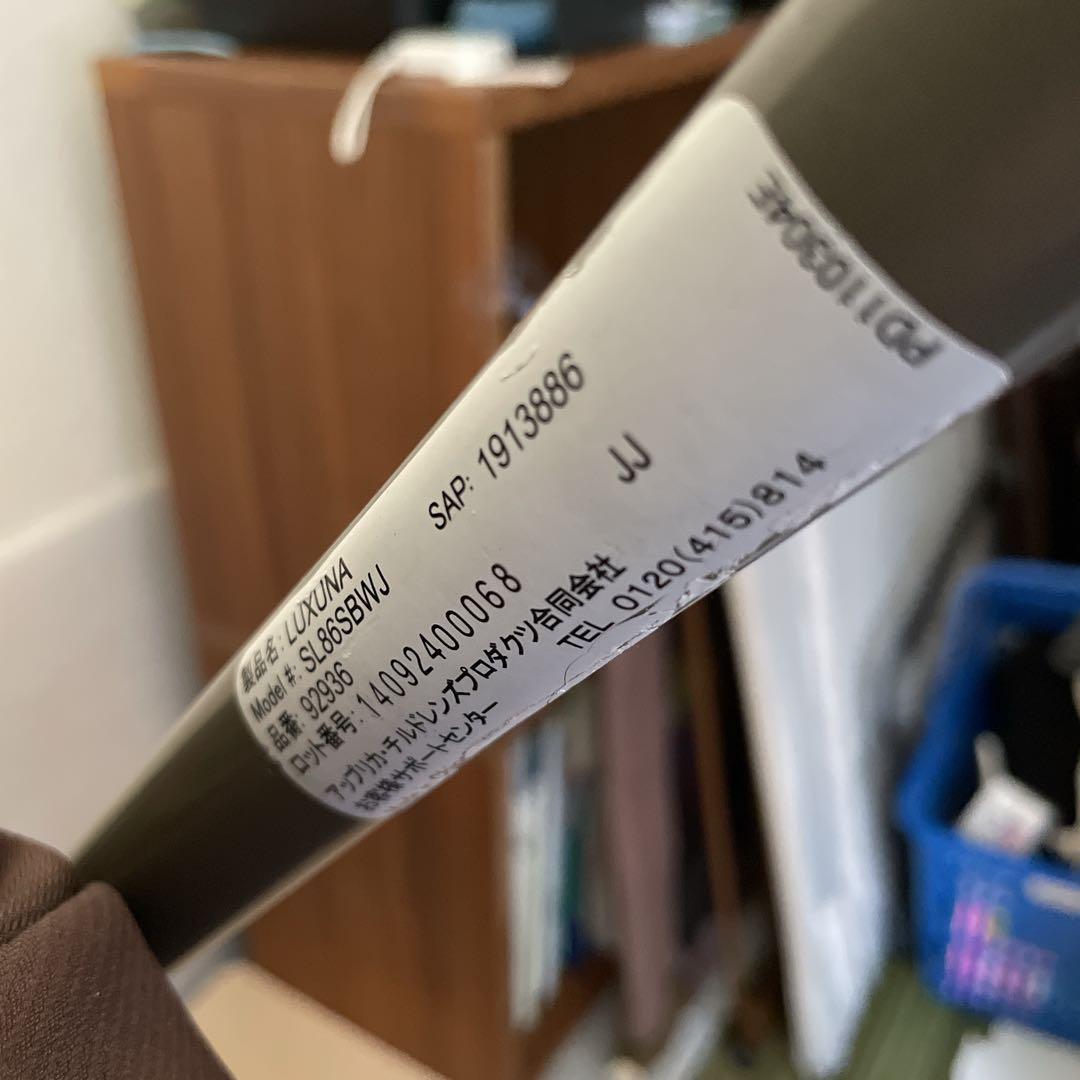 製品名: LUXUNA
Model #: SL86SBWJ
SAP: 1913886
品番: 92936
ロット番号: 14092400068
JJ
アップリカ・チルドレンズプロダクツ合同会社
お客様サポートセンター
TEL 0120(415)814
PD110304E